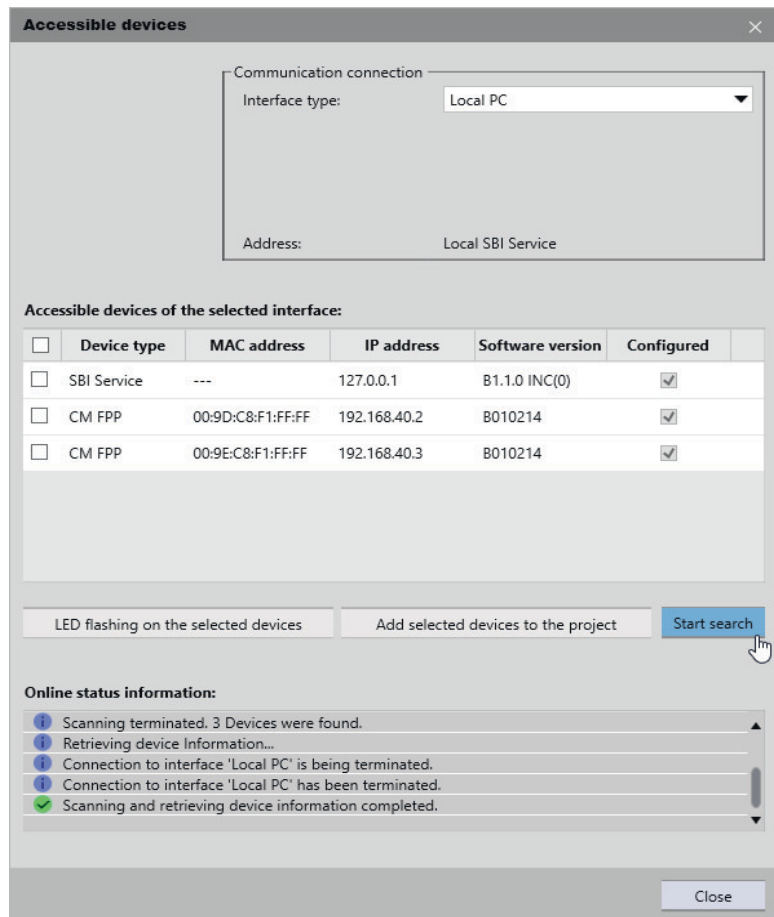 Accessible devices
Communication connection
Interface type: Local PC
Address: Local SBI Service
Accessible devices of the selected interface:
Device type MAC address IP address Software version Configured
SBI Service --- 127.0.0.1 B1.1.0 INC(0)
CM FPP 00:9D:C8:F1:FF:FF 192.168.40.2 B010214
CM FPP 00:9E:C8:F1:FF:FF 192.168.40.3 B010214
LED flashing on the selected devices Add selected devices to the project Start search
Online status information:
Scanning terminated. 3 Devices were found.
Retrieving device Information...
Connection to interface 'Local PC' is being terminated.
Connection to interface 'Local PC' has been terminated.
Scanning and retrieving device information completed.
Close